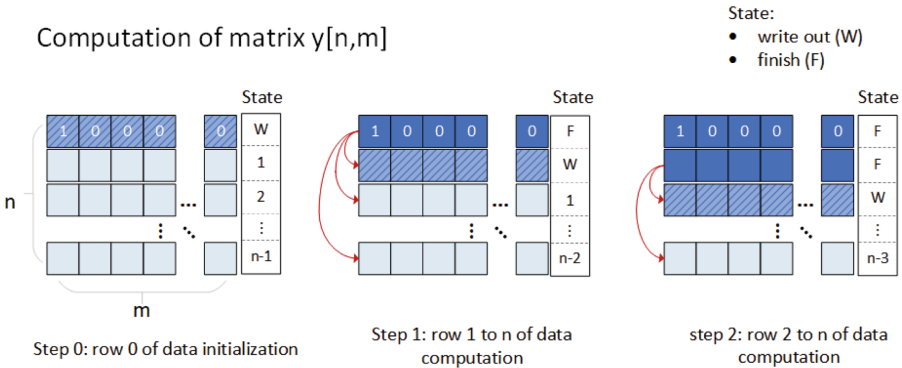 Computation of matrix y[n,m]
State:
• write out (W)
• finish (F)
State
1 0 0 0 0 W
1
... 2
⋮ ⋱ ⋮
n-1
n
m
Step 0: row 0 of data initialization
State
1 0 0 0 0 F
W
... 1
⋮ ⋱ ⋮
n-2
Step 1: row 1 to n of data
computation
State
1 0 0 0 0 F
F
... W
⋮ ⋱ ⋮
n-3
step 2: row 2 to n of data
computation